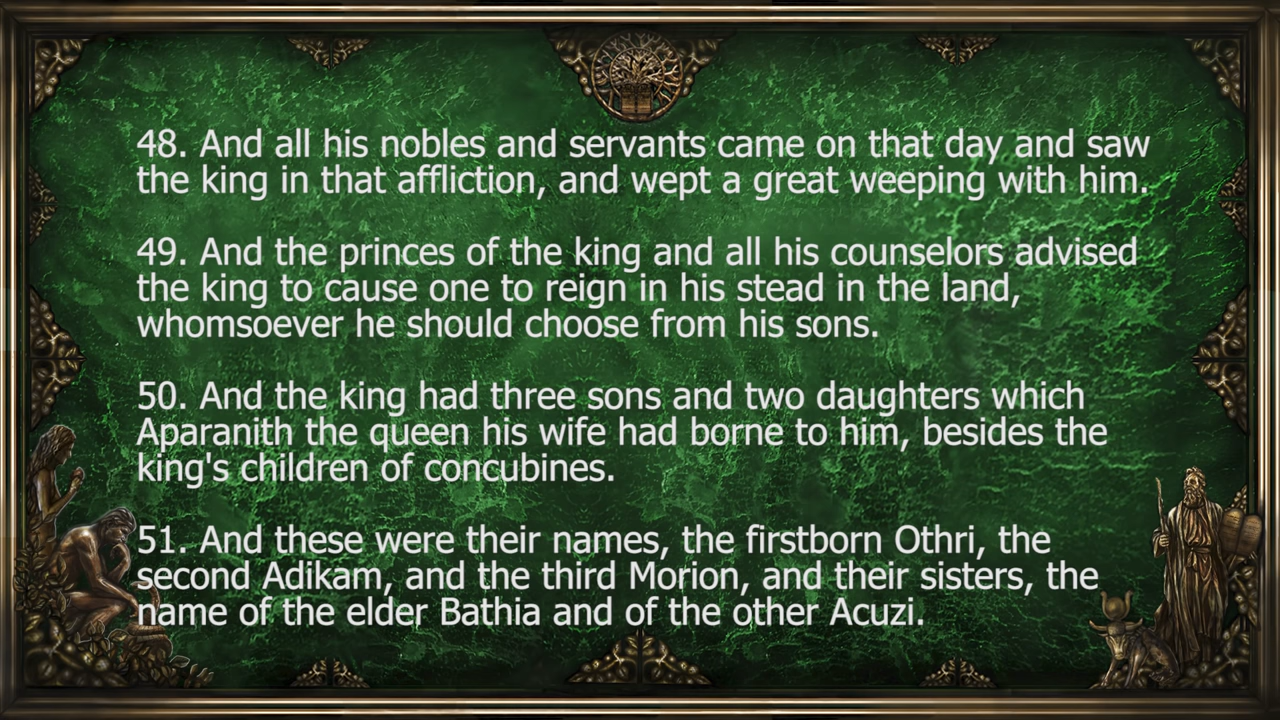 48. And all his nobles and servants came on that day and saw
the king in that affliction, and wept a great weeping with him.
49. And the princes of the king and all his counselors advised
the king to cause one to reign in his stead in the land,
whomsoever he should choose from his sons.
50. And the king had three sons and two daughters which
Aparanith the queen his wife had borne to him, besides the
king's children of concubines.
51. And these were their names, the firstborn Othri, the
second Adikam, and the third Morion, and their sisters, the
name of the elder Bathia and of the other Acuzi.